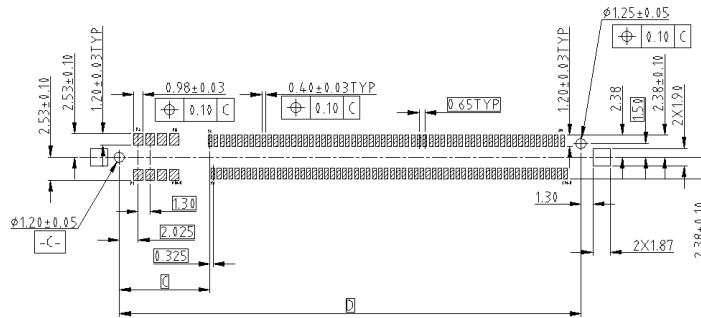 ϕ1.25±0.05
⌖ 0.10 C
2.53±0.10
2.53±0.10
1.20±0.03TYP
0.98±0.03
⌖ 0.10 C
0.40±0.03TYP
⌖ 0.10 C
0.65TYP
1.20±0.03TYP
2.38
2.38±0.10
1.50
2X1.90
ϕ1.20±0.05
-C-
1.30
2.025
0.325
C
D
1.30
2X1.87
2.38±0.10